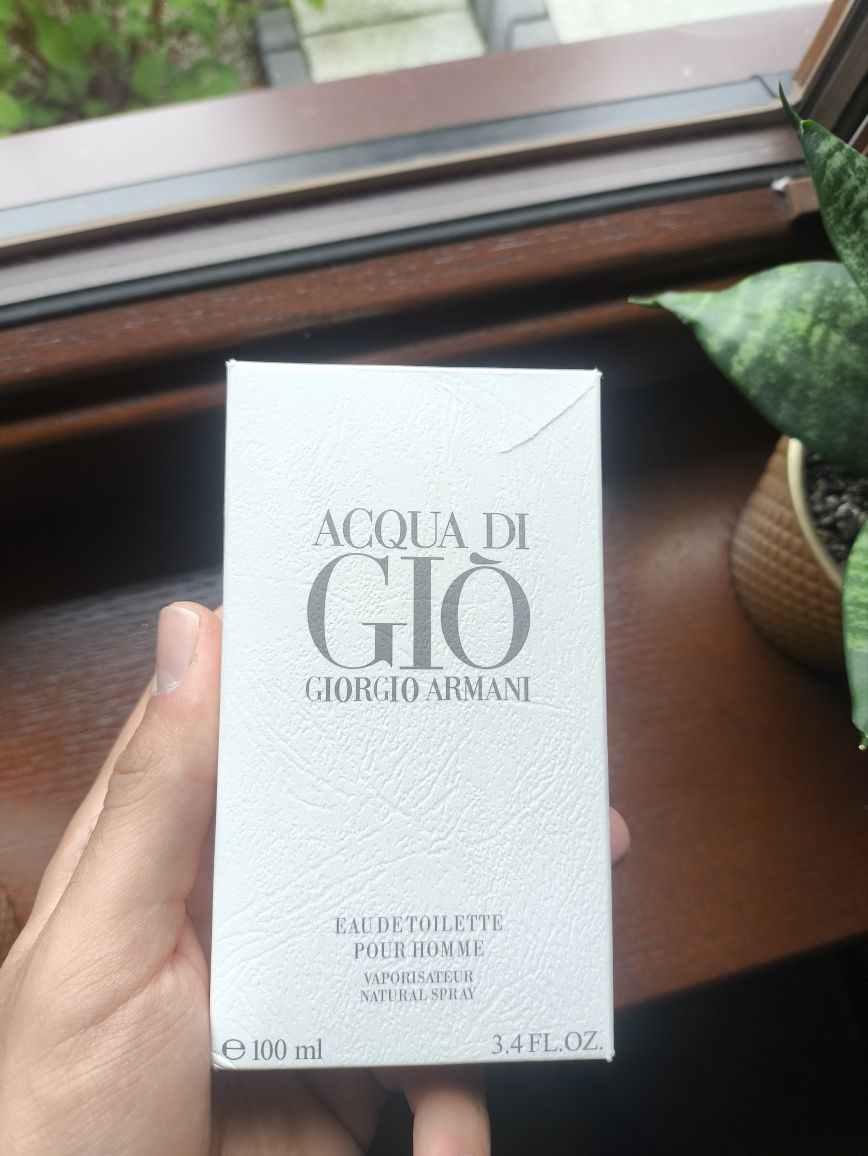 ACQUA DI
GIÒ
GIORGIO ARMANI
EAU DE TOILETTE
POUR HOMME
VAPORISATEUR
NATURAL SPRAY
℮ 100 ml 3.4 FL.OZ.